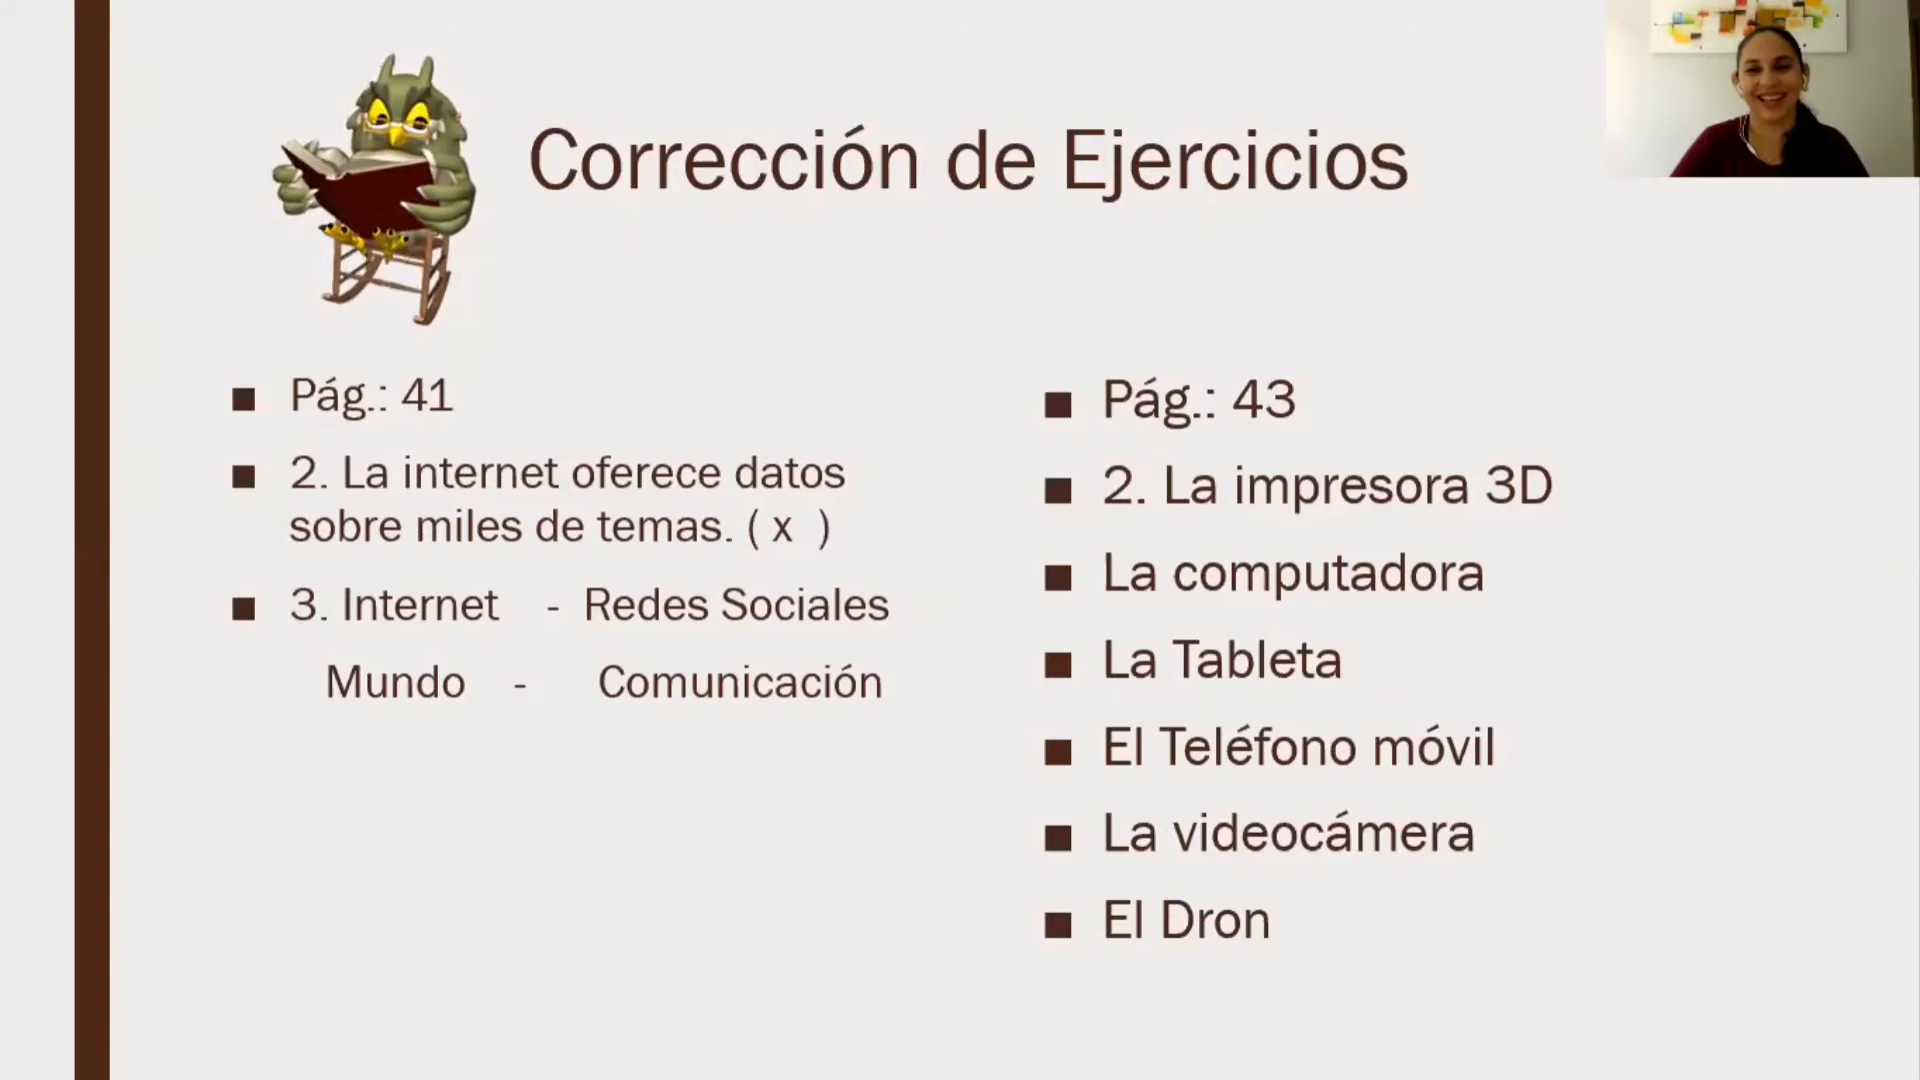 Corrección de Ejercicios
Pág.: 41
2. La internet oferece datos
sobre miles de temas. ( x )
3. Internet - Redes Sociales
Mundo - Comunicación
Pág.: 43
2. La impresora 3D
La computadora
La Tableta
El Teléfono móvil
La videocámera
El Dron